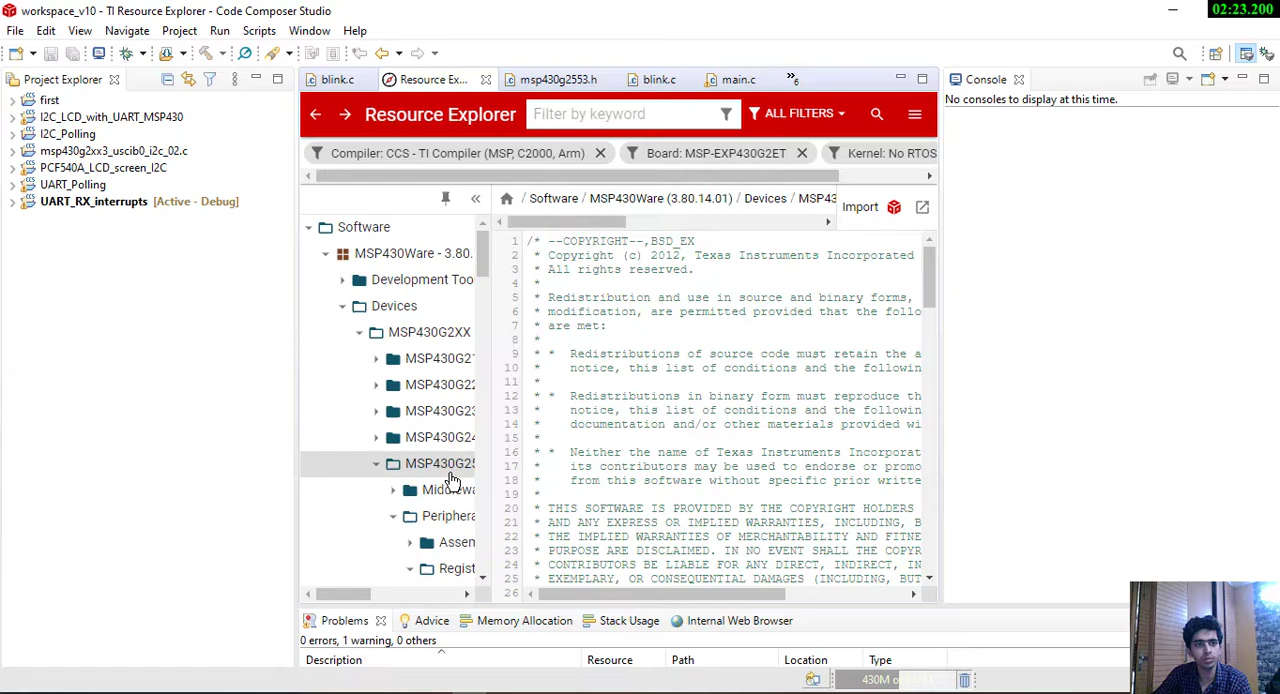 workspace_v10 - TI Resource Explorer - Code Composer Studio
02:23.200
File Edit View Navigate Project Run Scripts Window Help
Project Explorer
first
I2C_LCD_with_UART_MSP430
I2C_Polling
msp430g2xx3_uscib0_i2c_02.c
PCF540A_LCD_screen_I2C
UART_Polling
UART_RX_interrupts [Active - Debug]
blink.c Resource Ex... msp430g2553.h blink.c main.c »6
Resource Explorer Filter by keyword ALL FILTERS
Compiler: CCS - TI Compiler (MSP, C2000, Arm) Board: MSP-EXP430G2ET Kernel: No RTOS
/ Software / MSP430Ware (3.80.14.01) / Devices / MSP43
Import
Software
MSP430Ware - 3.80.
Development Too
Devices
MSP430G2XX
MSP430G21
MSP430G22
MSP430G23
MSP430G24
MSP430G25
Middlewa
Periphera
Assem
Regist
1 /* --COPYRIGHT--,BSD_EX
2 * Copyright (c) 2012, Texas Instruments Incorporated
3 * All rights reserved.
4 *
5 * Redistribution and use in source and binary forms,
6 * modification, are permitted provided that the follo
7 * are met:
8 *
9 * * Redistributions of source code must retain the a
10 * notice, this list of conditions and the following
11 *
12 * * Redistributions in binary form must reproduce th
13 * notice, this list of conditions and the following
14 * documentation and/or other materials provided wi
15 *
16 * * Neither the name of Texas Instruments Incorporat
17 * its contributors may be used to endorse or promo
18 * from this software without specific prior writte
19 *
20 * THIS SOFTWARE IS PROVIDED BY THE COPYRIGHT HOLDERS
21 * AND ANY EXPRESS OR IMPLIED WARRANTIES, INCLUDING, B
22 * THE IMPLIED WARRANTIES OF MERCHANTABILITY AND FITNE
23 * PURPOSE ARE DISCLAIMED. IN NO EVENT SHALL THE COPYR
24 * CONTRIBUTORS BE LIABLE FOR ANY DIRECT, INDIRECT, IN
25 * EXEMPLARY, OR CONSEQUENTIAL DAMAGES (INCLUDING, BUT
26
Console
No consoles to display at this time.
Problems Advice Memory Allocation Stack Usage Internal Web Browser
0 errors, 1 warning, 0 others
Description Resource Path Location Type
430M